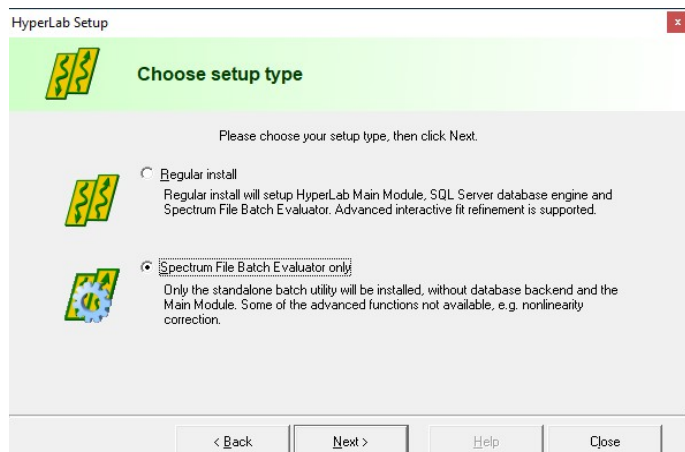 HyperLab Setup
x
Choose setup type
Please choose your setup type, then click Next.
Regular install
Regular install will setup HyperLab Main Module, SQL Server database engine and
Spectrum File Batch Evaluator. Advanced interactive fit refinement is supported.
Spectrum File Batch Evaluator only
Only the standalone batch utility will be installed, without database backend and the
Main Module. Some of the advanced functions not available, e.g. nonlinearity
correction.
< Back Next > Help Close